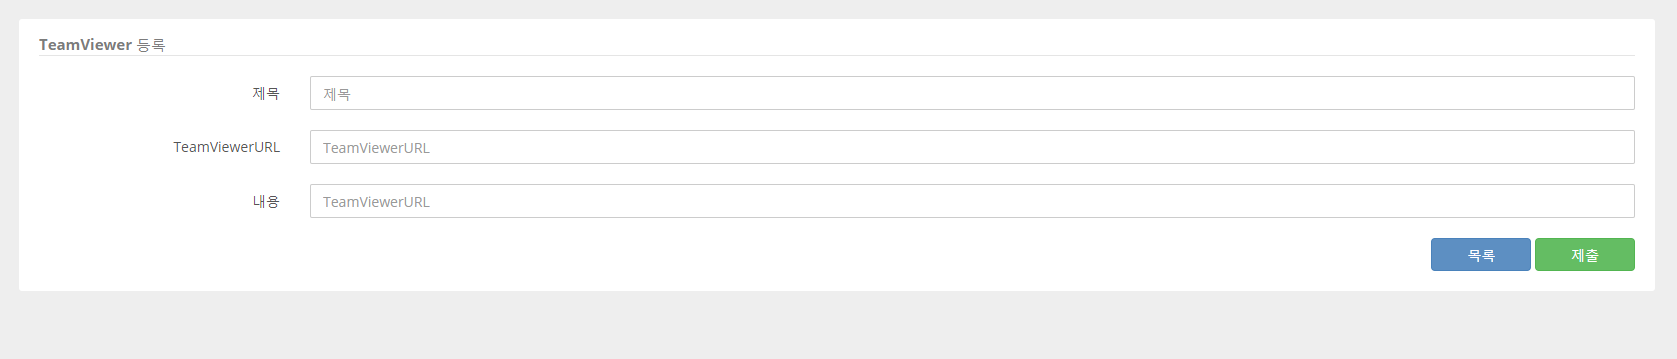 TeamViewer 등록
제목 제목
TeamViewerURL TeamViewerURL
내용 TeamViewerURL
목록 제출